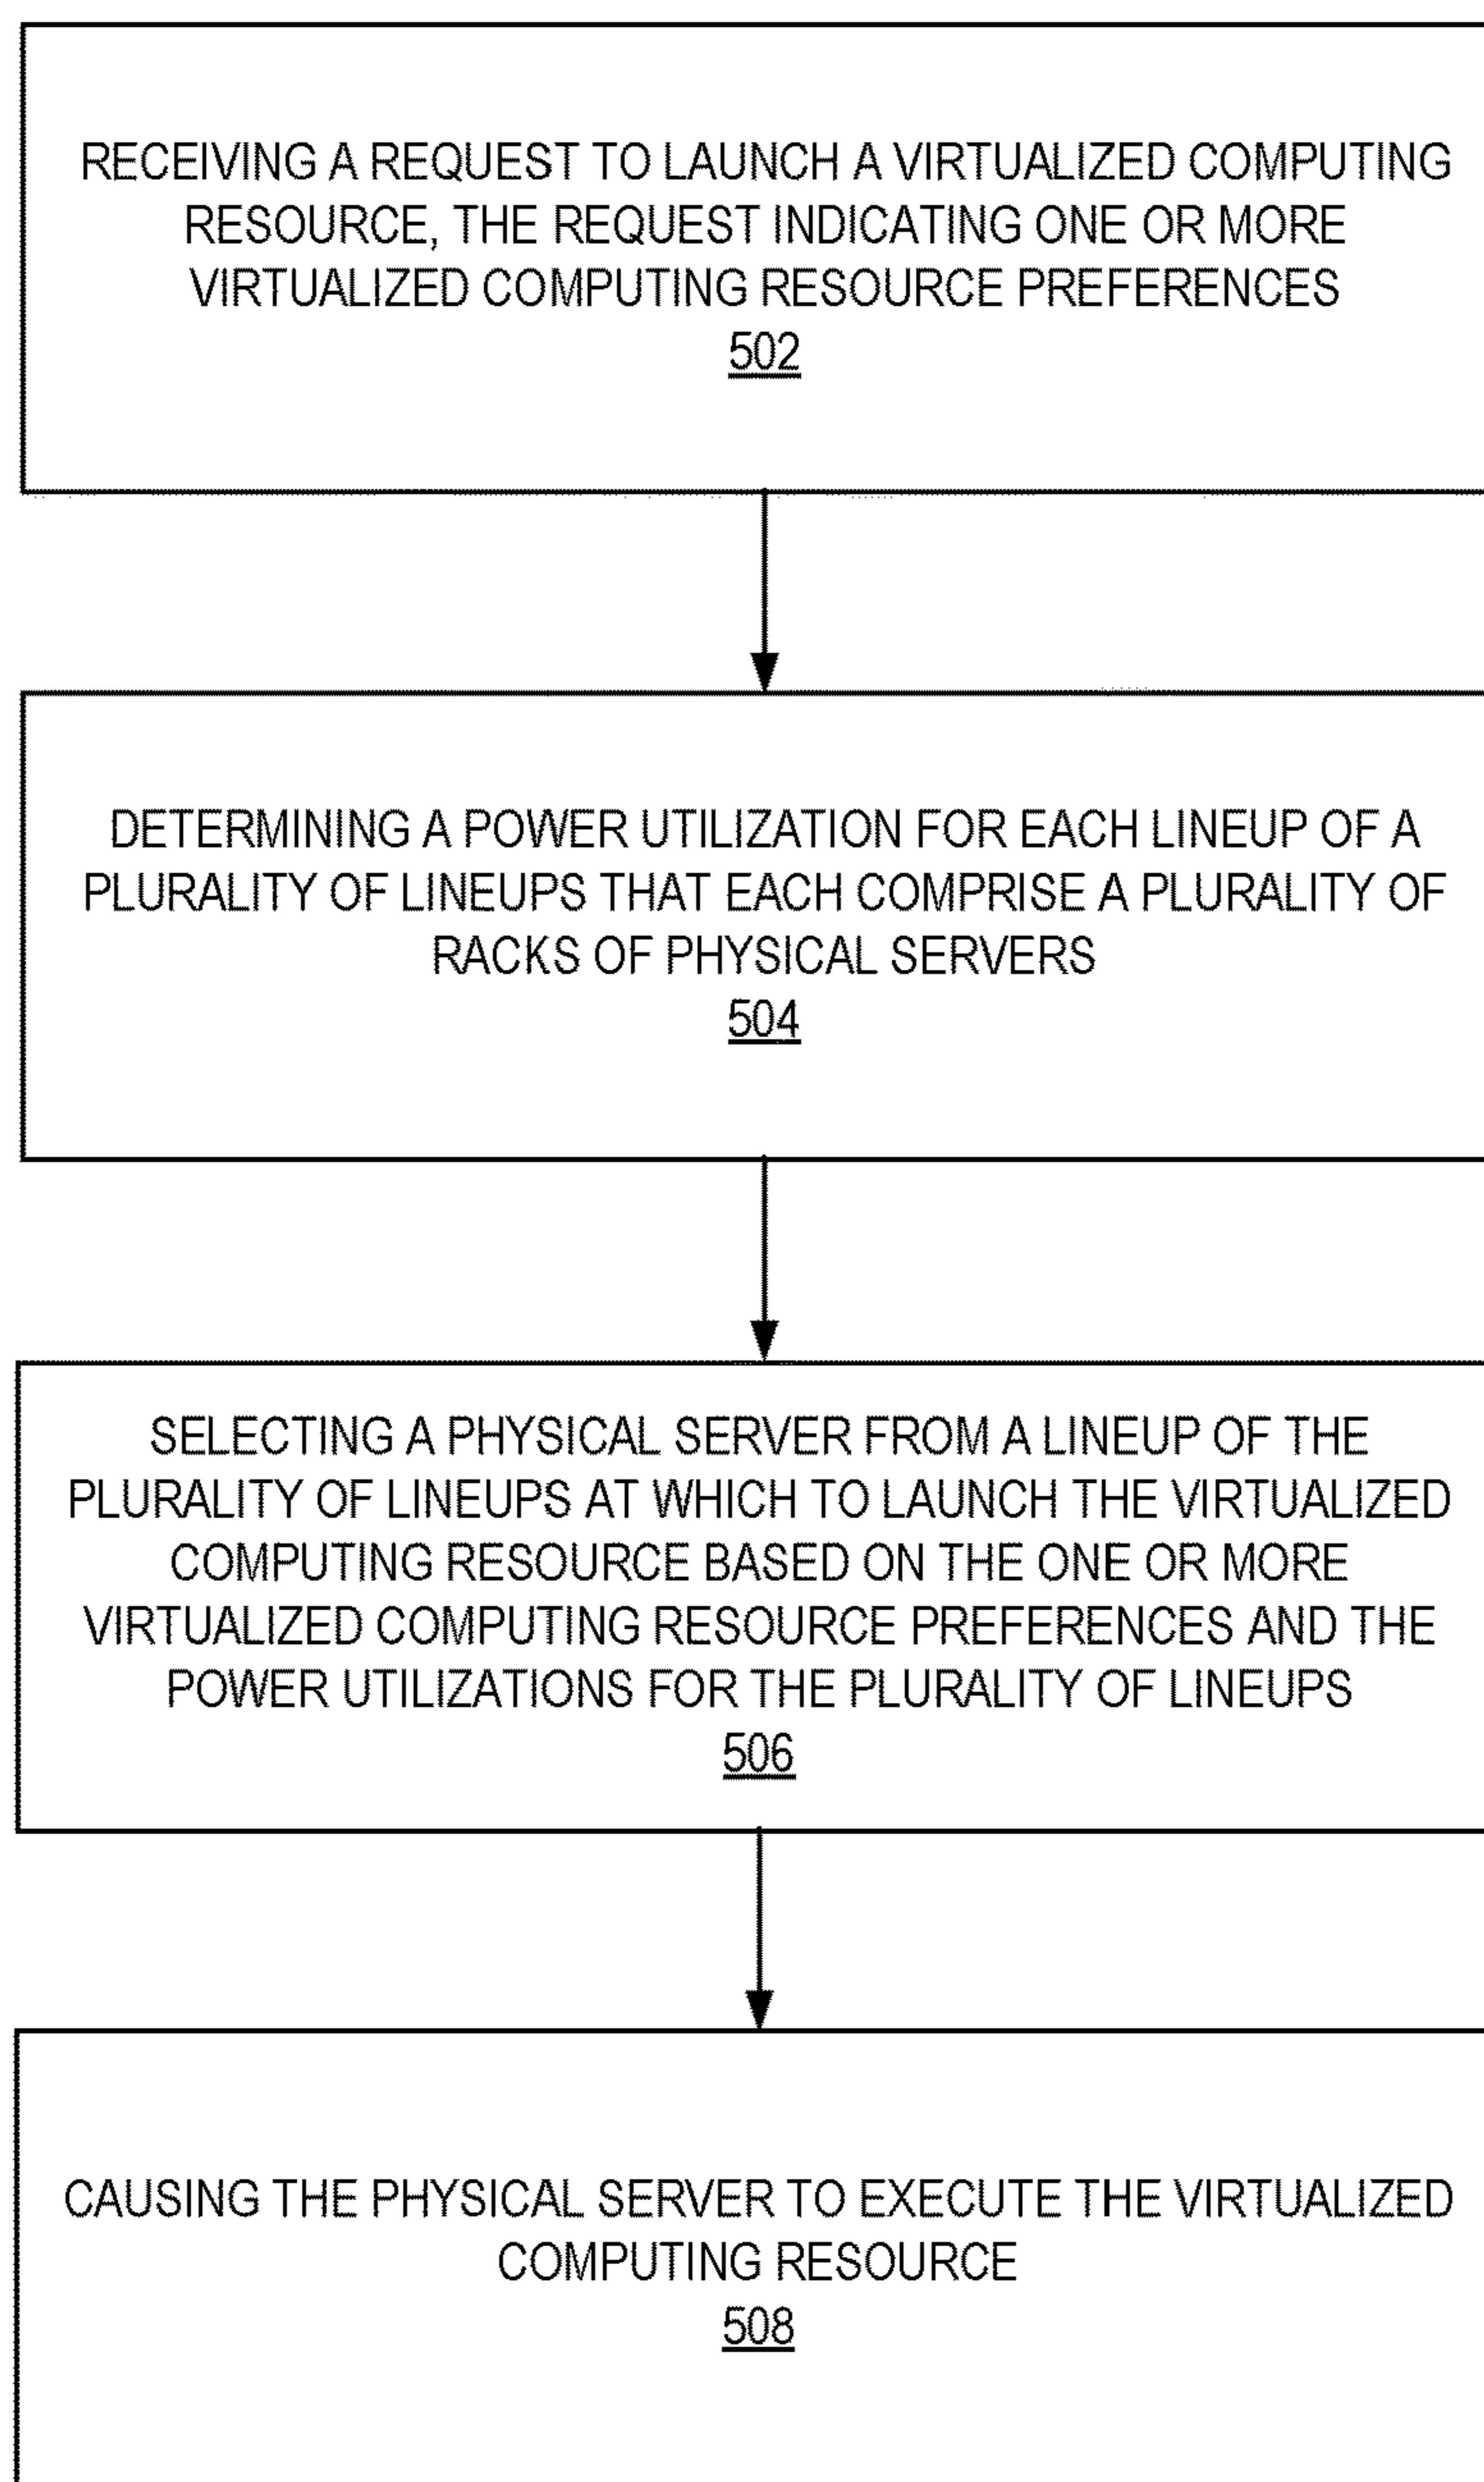 RECEIVING A REQUEST TO LAUNCH A VIRTUALIZED COMPUTING
RESOURCE, THE REQUEST INDICATING ONE OR MORE
VIRTUALIZED COMPUTING RESOURCE PREFERENCES
502
DETERMINING A POWER UTILIZATION FOR EACH LINEUP OF A
PLURALITY OF LINEUPS THAT EACH COMPRISE A PLURALITY OF
RACKS OF PHYSICAL SERVERS
504
SELECTING A PHYSICAL SERVER FROM A LINEUP OF THE
PLURALITY OF LINEUPS AT WHICH TO LAUNCH THE VIRTUALIZED
COMPUTING RESOURCE BASED ON THE ONE OR MORE
VIRTUALIZED COMPUTING RESOURCE PREFERENCES AND THE
POWER UTILIZATIONS FOR THE PLURALITY OF LINEUPS
506
CAUSING THE PHYSICAL SERVER TO EXECUTE THE VIRTUALIZED
COMPUTING RESOURCE
508